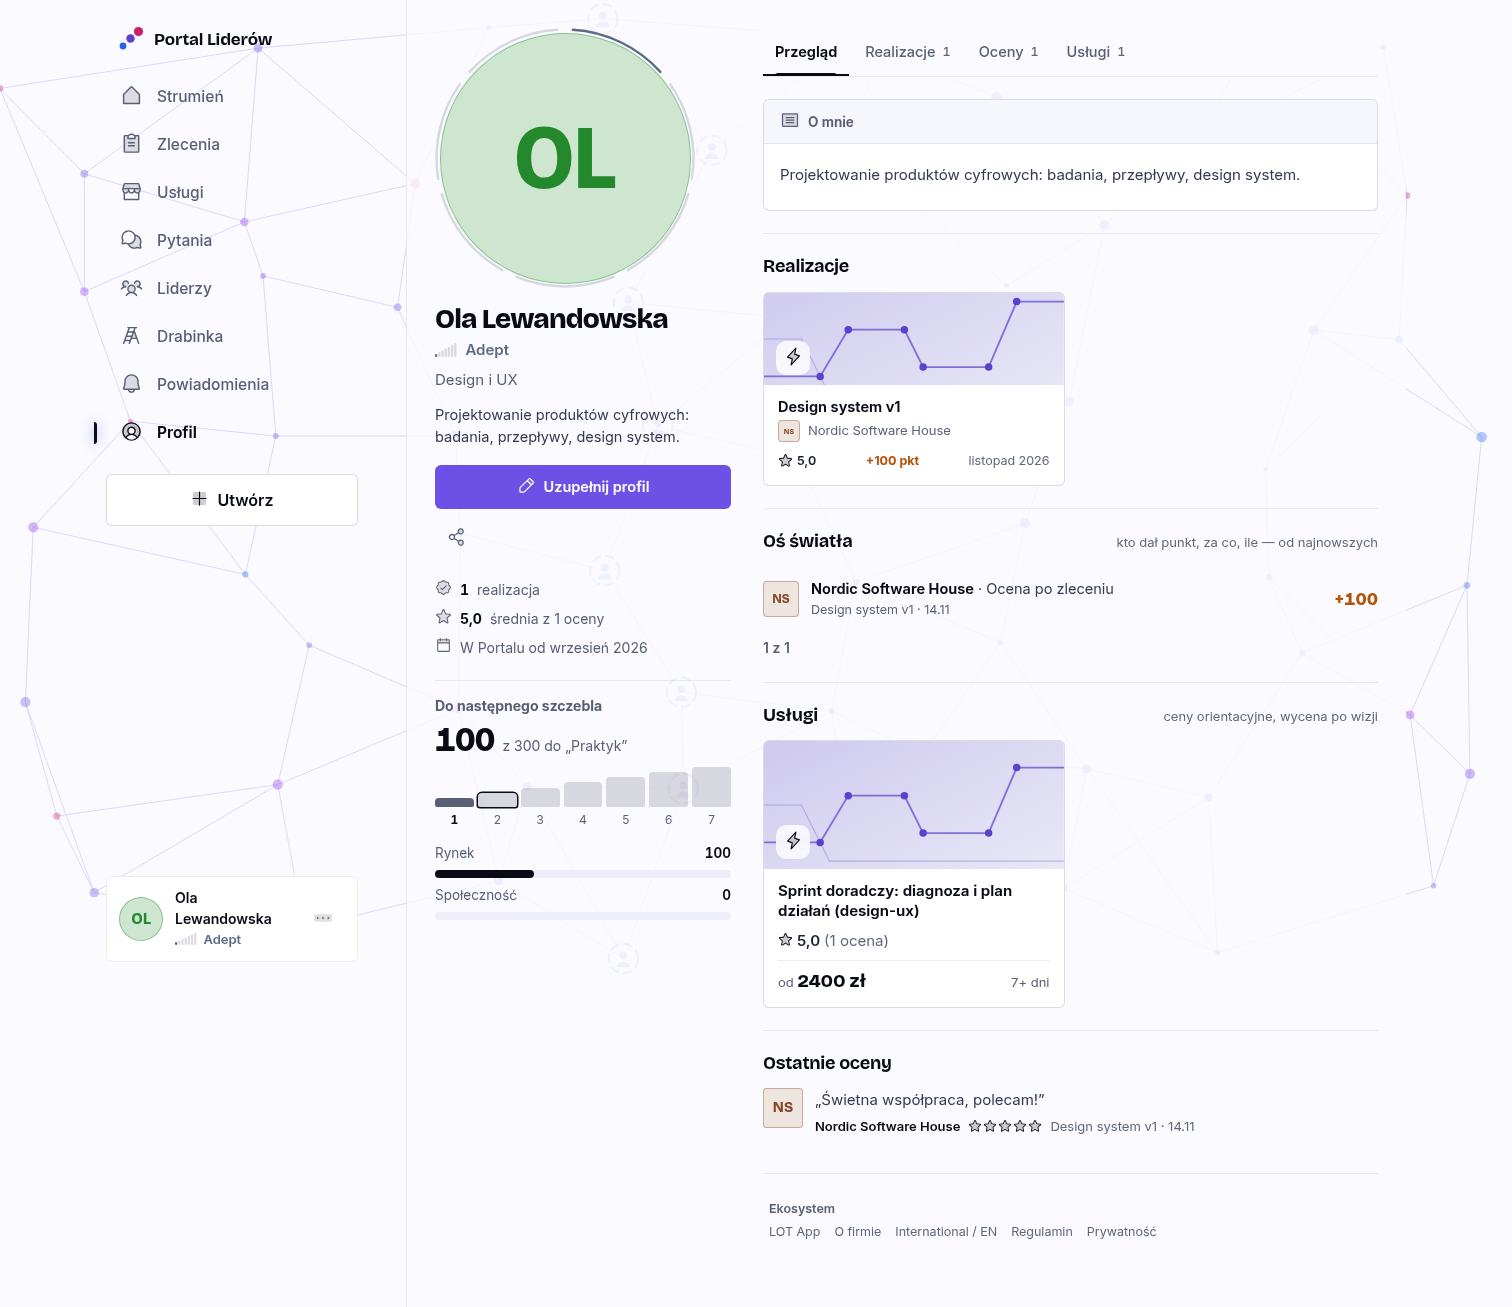 Portal Liderów
Strumień
Zlecenia
Usługi
Pytania
Liderzy
Drabinka
Powiadomienia
Profil
Utwórz
OL
Ola
Lewandowska
Adept
OL
Ola Lewandowska
Adept
Design i UX
Projektowanie produktów cyfrowych:
badania, przepływy, design system.
Uzupełnij profil
1 realizacja
5,0 średnia z 1 oceny
W Portalu od wrzesień 2026
Do następnego szczebla
100 z 300 do „Praktyk”
1 2 3 4 5 6 7
Rynek 100
Społeczność 0
Przegląd Realizacje 1 Oceny 1 Usługi 1
O mnie
Projektowanie produktów cyfrowych: badania, przepływy, design system.
Realizacje
Design system v1
NS Nordic Software House
5,0 +100 pkt listopad 2026
Oś światła kto dał punkt, za co, ile — od najnowszych
NS
Nordic Software House · Ocena po zleceniu
Design system v1 · 14.11
+100
1 z 1
Usługi ceny orientacyjne, wycena po wizji
Sprint doradczy: diagnoza i plan
działań (design-ux)
5,0 (1 ocena)
od 2400 zł 7+ dni
Ostatnie oceny
NS
„Świetna współpraca, polecam!”
Nordic Software House Design system v1 · 14.11
Ekosystem
LOT App O firmie International / EN Regulamin Prywatność